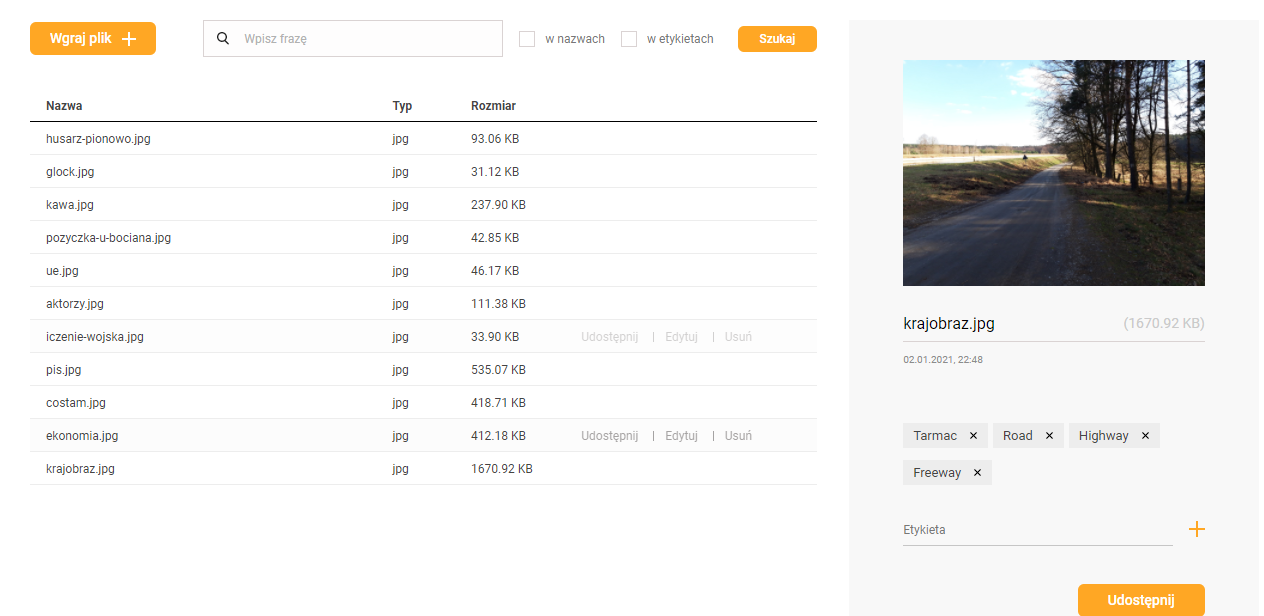 Wgraj plik
Wpisz frazę
w nazwach
w etykietach
Szukaj
Nazwa Typ Rozmiar
husarz-pionowo.jpg jpg 93.06 KB
glock.jpg jpg 31.12 KB
kawa.jpg jpg 237.90 KB
pozyczka-u-bociana.jpg jpg 42.85 KB
ue.jpg jpg 46.17 KB
aktorzy.jpg jpg 111.38 KB
iczenie-wojska.jpg jpg 33.90 KB Udostępnij | Edytuj | Usuń
pis.jpg jpg 535.07 KB
costam.jpg jpg 418.71 KB
ekonomia.jpg jpg 412.18 KB Udostępnij | Edytuj | Usuń
krajobraz.jpg jpg 1670.92 KB
krajobraz.jpg (1670.92 KB)
02.01.2021, 22:48
Tarmac × Road × Highway ×
Freeway ×
Etykieta
Udostępnij